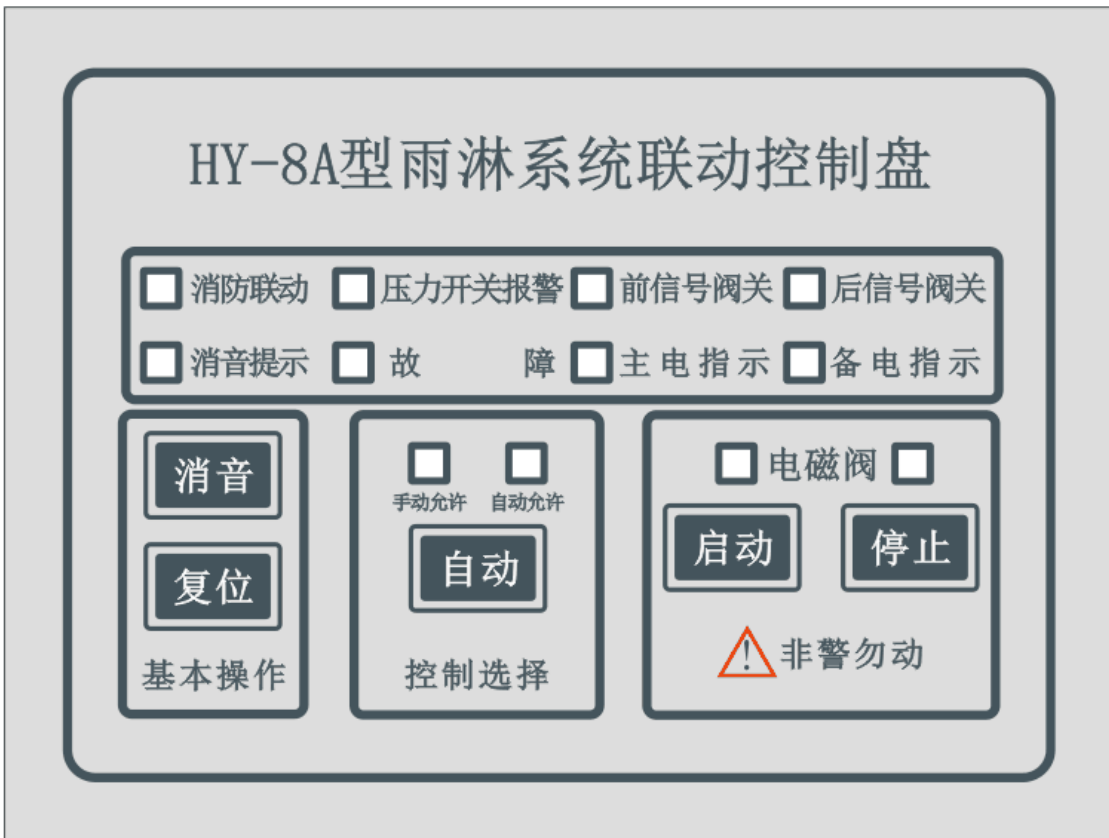 HY-8A型雨淋系统联动控制盘
消防联动 压力开关报警 前信号阀关 后信号阀关
消音提示 故 障 主电指示 备电指示
消音
复位
基本操作
手动允许 自动允许
自动
控制选择
电磁阀
启动 停止
! 非警勿动